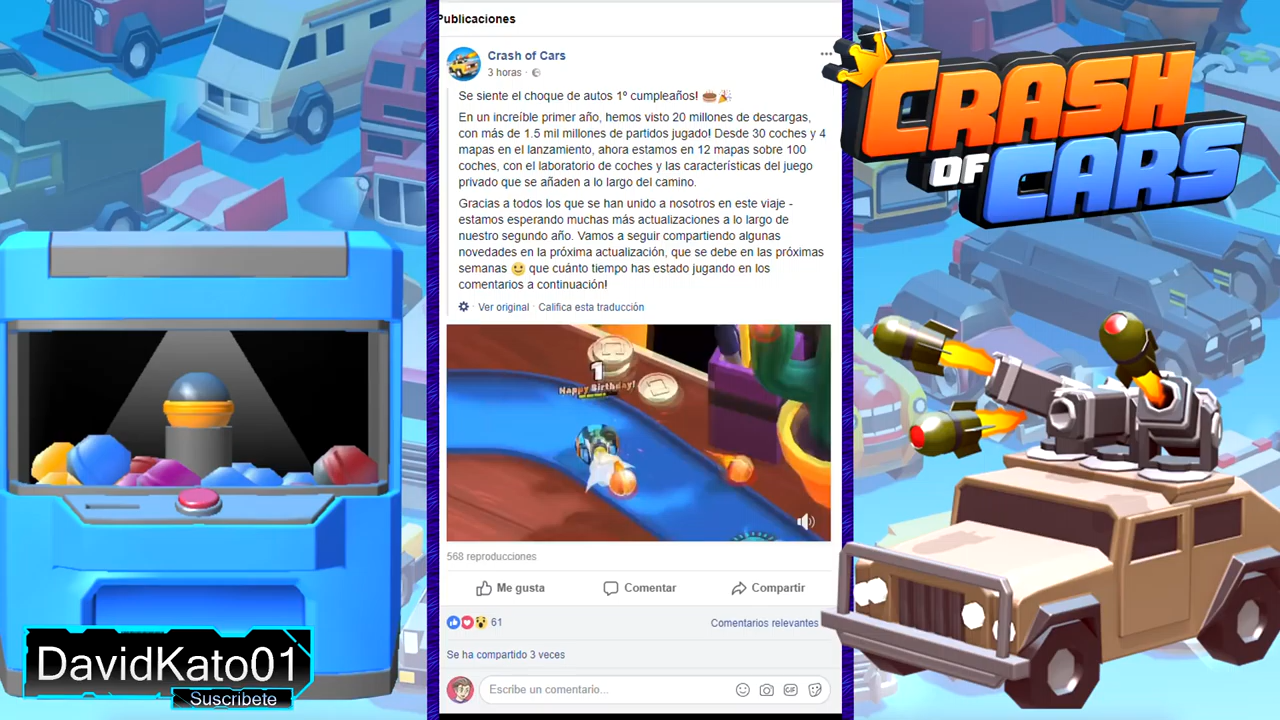 Publicaciones
Crash of Cars
3 horas ·
Se siente el choque de autos 1º cumpleaños!
En un increíble primer año, hemos visto 20 millones de descargas,
con más de 1.5 mil millones de partidos jugado! Desde 30 coches y 4
mapas en el lanzamiento, ahora estamos en 12 mapas sobre 100
coches, con el laboratorio de coches y las características del juego
privado que se añaden a lo largo del camino.
Gracias a todos los que se han unido a nosotros en este viaje -
estamos esperando muchas más actualizaciones a lo largo de
nuestro segundo año. Vamos a seguir compartiendo algunas
novedades en la próxima actualización, que se debe en las próximas
semanas 😉 que cuánto tiempo has estado jugando en los
comentarios a continuación!
Ver original · Califica esta traducción
1
Happy Birthday!
568 reproducciones
Me gusta Comentar Compartir
61 Comentarios relevantes
Se ha compartido 3 veces
Escribe un comentario...
GIF
CRASH
OF CARS
DavidKato01
Suscribete